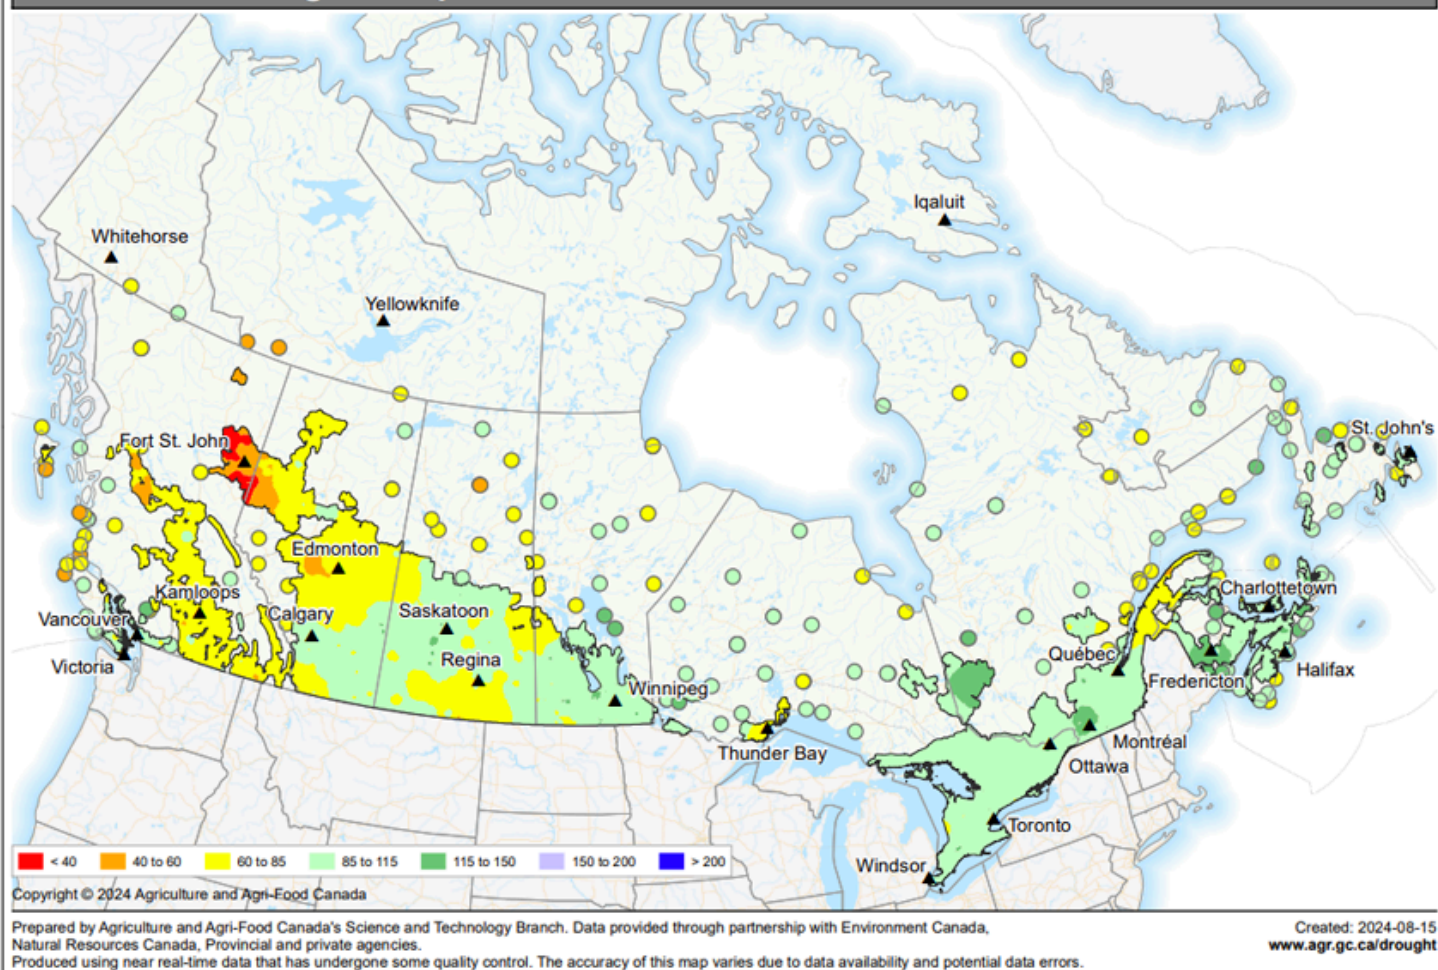 Iqaluit
Whitehorse
Yellowknife
St. John's
Fort St. John
Edmonton
Kamloops
Charlottetown
Calgary
Saskatoon
Vancouver
Québec
Regina
Victoria
Halifax
Fredericton
Winnipeg
Montréal
Thunder Bay
Ottawa
Toronto
Windsor
< 40 40 to 60 60 to 85 85 to 115 115 to 150 150 to 200 > 200
Copyright © 2024 Agriculture and Agri-Food Canada
Prepared by Agriculture and Agri-Food Canada's Science and Technology Branch. Data provided through partnership with Environment Canada,
Natural Resources Canada, Provincial and private agencies.
Produced using near real-time data that has undergone some quality control. The accuracy of this map varies due to data availability and potential data errors.
Created: 2024-08-15
www.agr.gc.ca/drought